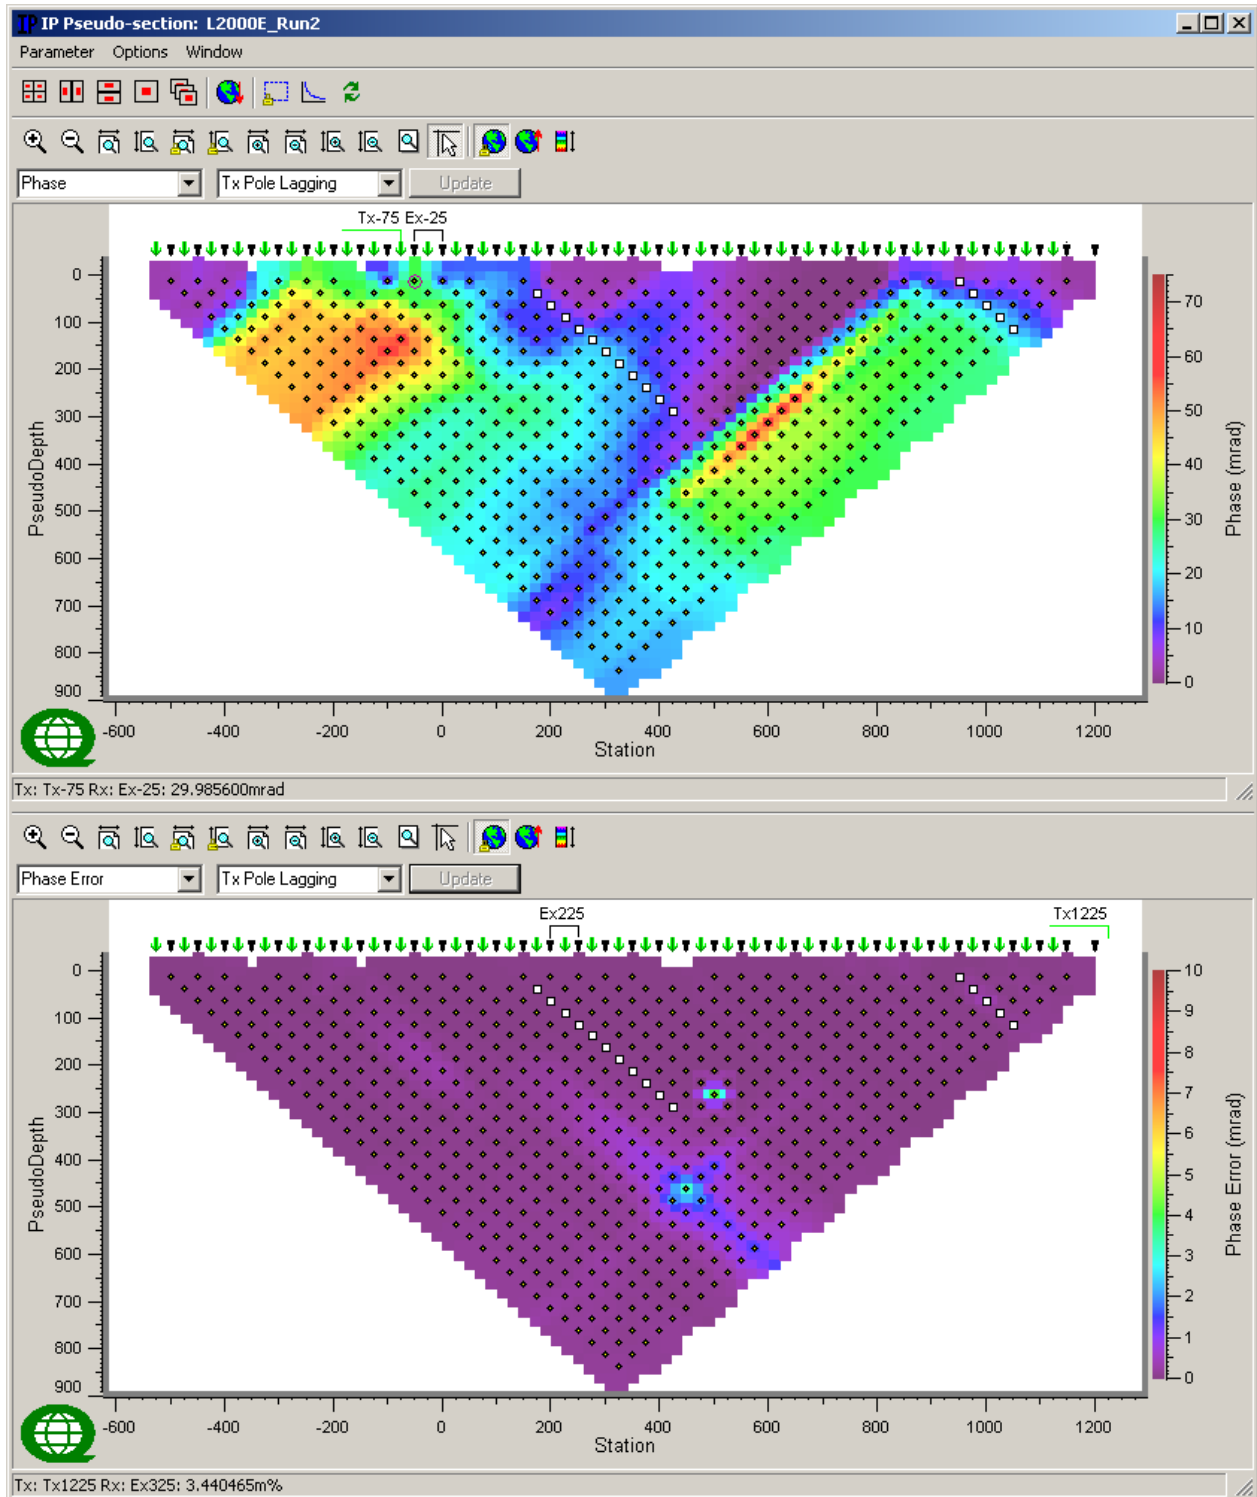 IP IP Pseudo-section: L2000E_Run2
Parameter Options Window
Phase Tx Pole Lagging Update
Tx-75 Ex-25
0
100
200
300
400
500
600
700
800
900
PseudoDepth
-600 -400 -200 0 200 400 600 800 1000 1200
Station
70
60
50
40
30
20
10
0
Phase (mrad)
Tx: Tx-75 Rx: Ex-25: 29.985600mrad
Phase Error Tx Pole Lagging Update
Ex225 Tx1225
0
100
200
300
400
500
600
700
800
900
PseudoDepth
-600 -400 -200 0 200 400 600 800 1000 1200
Station
10
9
8
7
6
5
4
3
2
1
0
Phase Error (mrad)
Tx: Tx1225 Rx: Ex325: 3.440465m%